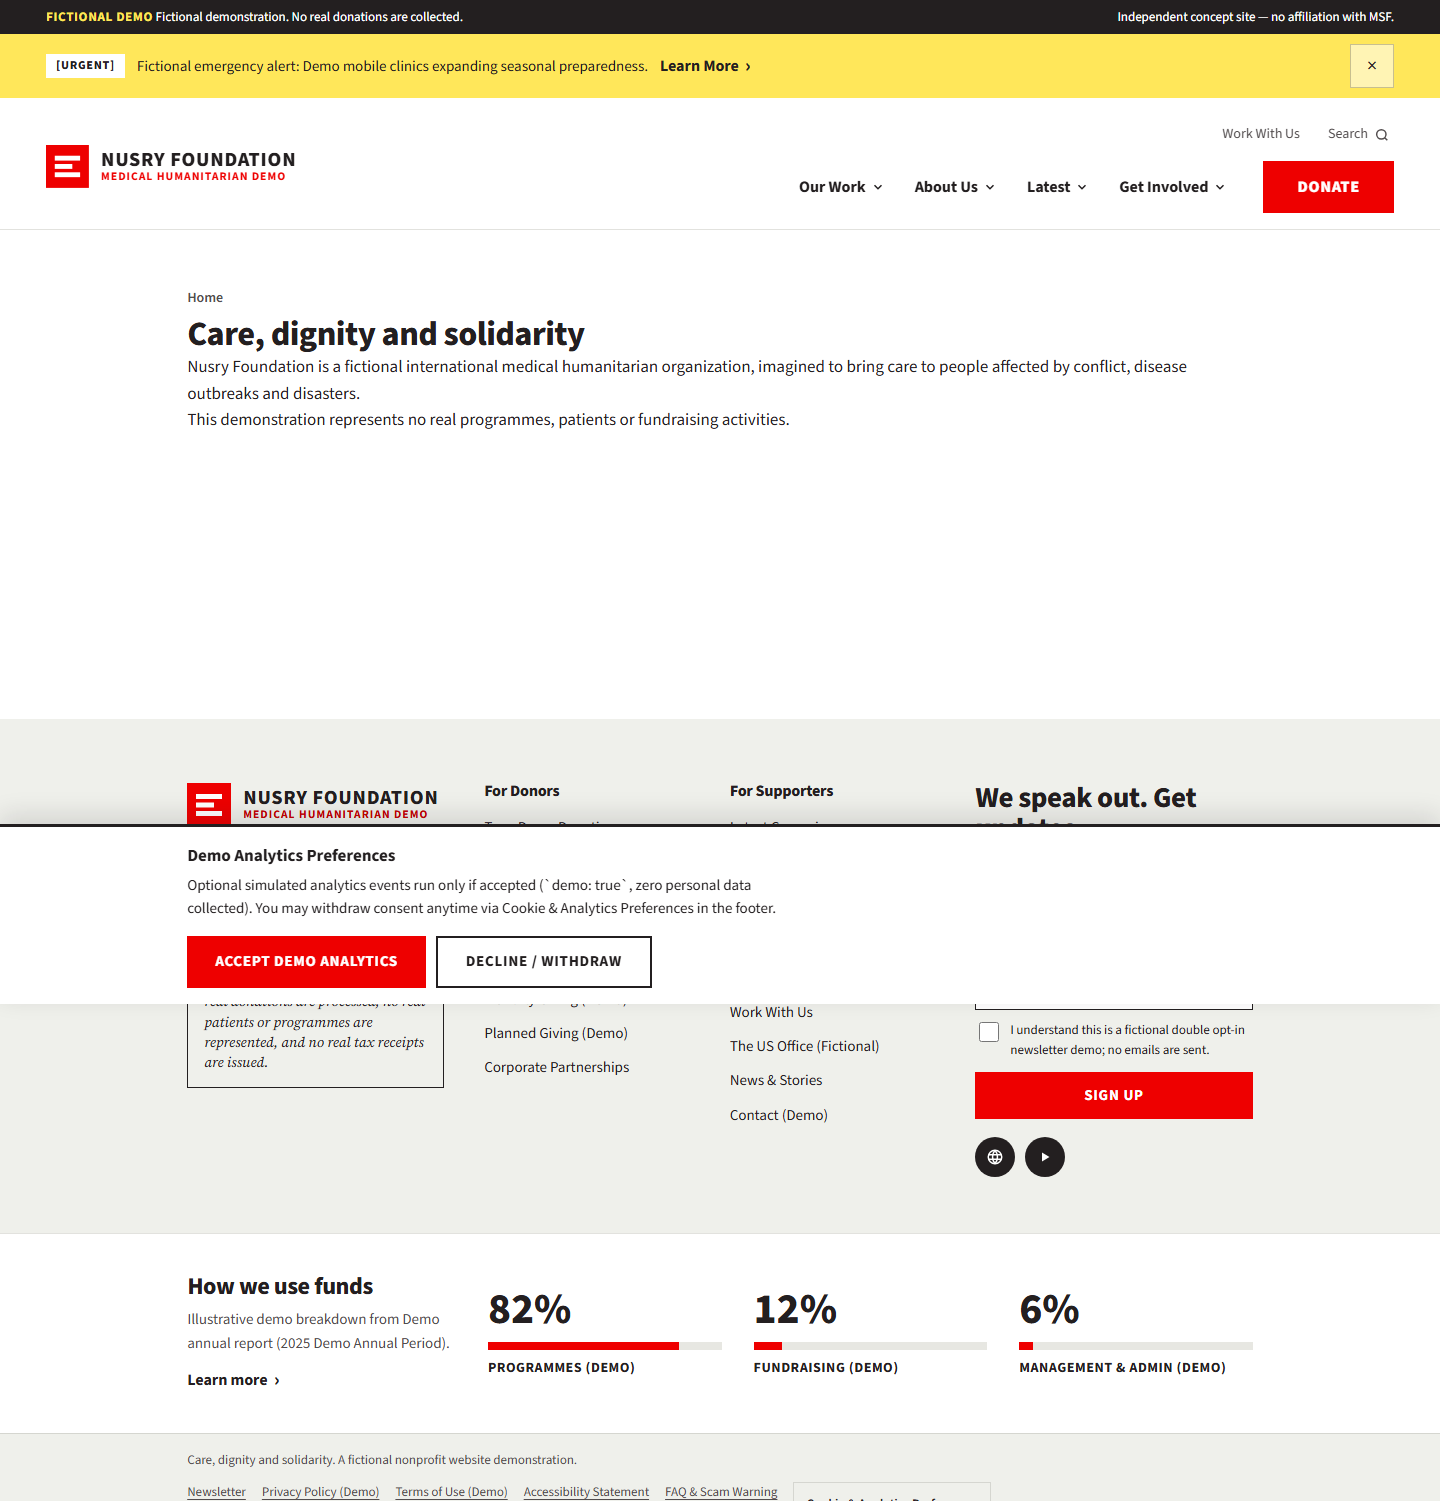 FICTIONAL DEMO Fictional demonstration. No real donations are collected.
Independent concept site — no affiliation with MSF.
[URGENT] Fictional emergency alert: Demo mobile clinics expanding seasonal preparedness. Learn More ›
×
Work With Us Search
NUSRY FOUNDATION
MEDICAL HUMANITARIAN DEMO
Our Work About Us Latest Get Involved DONATE
Home
Care, dignity and solidarity
Nusry Foundation is a fictional international medical humanitarian organization, imagined to bring care to people affected by conflict, disease
outbreaks and disasters.
This demonstration represents no real programmes, patients or fundraising activities.
NUSRY FOUNDATION
MEDICAL HUMANITARIAN DEMO
For Donors
For Supporters
We speak out. Get
Demo Analytics Preferences
Optional simulated analytics events run only if accepted (`demo: true`, zero personal data
collected). You may withdraw consent anytime via Cookie & Analytics Preferences in the footer.
ACCEPT DEMO ANALYTICS DECLINE / WITHDRAW
patients or programmes are
represented, and no real tax receipts
are issued.
Planned Giving (Demo)
Corporate Partnerships
Work With Us
The US Office (Fictional)
News & Stories
Contact (Demo)
I understand this is a fictional double opt-in
newsletter demo; no emails are sent.
SIGN UP
How we use funds
Illustrative demo breakdown from Demo
annual report (2025 Demo Annual Period).
Learn more ›
82%
PROGRAMMES (DEMO)
12%
FUNDRAISING (DEMO)
6%
MANAGEMENT & ADMIN (DEMO)
Care, dignity and solidarity. A fictional nonprofit website demonstration.
Newsletter Privacy Policy (Demo) Terms of Use (Demo) Accessibility Statement FAQ & Scam Warning